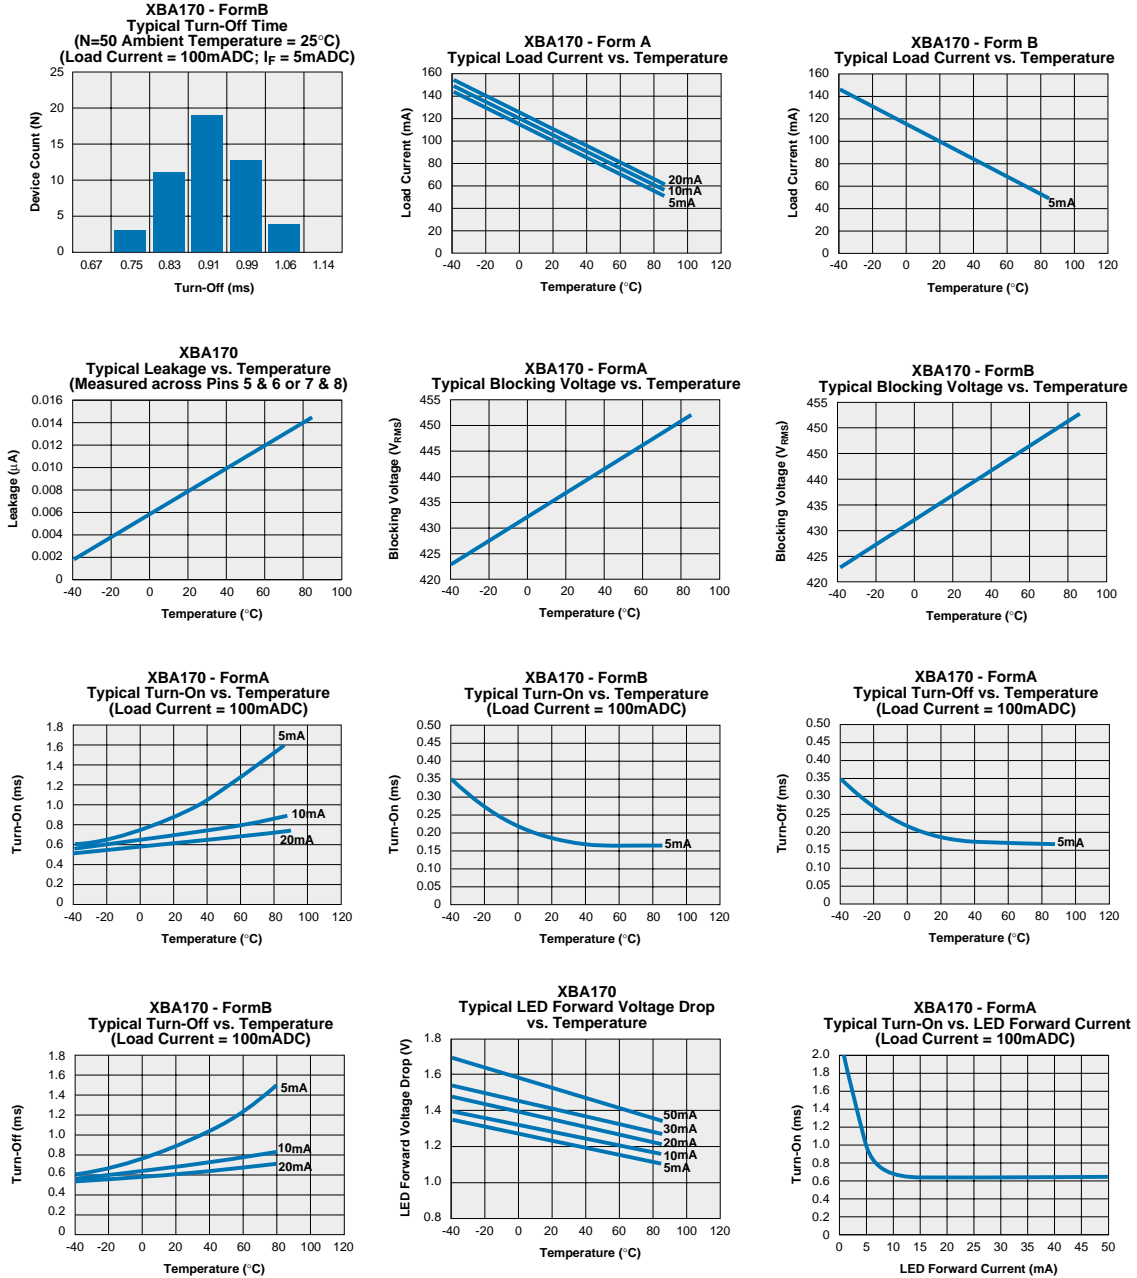 XBA170 - FormB
Typical Turn-Off Time
(N=50 Ambient Temperature = 25°C)
(Load Current = 100mADC; IF = 5mADC)
Device Count (N)
25
20
15
10
5
0
0.67 0.75 0.83 0.91 0.99 1.06 1.14
Turn-Off (ms)
XBA170 - Form A
Typical Load Current vs. Temperature
Load Current (mA)
160
140
120
100
80
60
40
20
0
20mA
10mA
5mA
-40 -20 0 20 40 60 80 100 120
Temperature (°C)
XBA170 - Form B
Typical Load Current vs. Temperature
Load Current (mA)
160
140
120
100
80
60
40
20
0
5mA
-40 -20 0 20 40 60 80 100 120
Temperature (°C)
XBA170
Typical Leakage vs. Temperature
(Measured across Pins 5 & 6 or 7 & 8)
Leakage (μA)
0.016
0.014
0.012
0.010
0.008
0.006
0.004
0.002
0
-40 -20 0 20 40 60 80 100
Temperature (°C)
XBA170 - FormA
Typical Blocking Voltage vs. Temperature
Blocking Voltage (VRMS)
455
450
445
440
435
430
425
420
-40 -20 0 20 40 60 80 100
Temperature (°C)
XBA170 - FormB
Typical Blocking Voltage vs. Temperature
Blocking Voltage (VRMS)
455
450
450
440
435
430
425
420
-40 -20 0 20 40 60 80 100
Temperature (°C)
XBA170 - FormA
Typical Turn-On vs. Temperature
(Load Current = 100mADC)
Turn-On (ms)
1.8
1.6
1.4
1.2
1.0
0.8
0.6
0.4
0.2
0
5mA
10mA
20mA
-40 -20 0 20 40 60 80 100 120
Temperature (°C)
XBA170 - FormB
Typical Turn-On vs. Temperature
(Load Current = 100mADC)
Turn-On (ms)
0.50
0.45
0.40
0.35
0.30
0.25
0.20
0.15
0.10
0.05
0
5mA
-40 -20 0 20 40 60 80 100 120
Temperature (°C)
XBA170 - FormA
Typical Turn-Off vs. Temperature
(Load Current = 100mADC)
Turn-Off (ms)
0.50
0.45
0.40
0.35
0.30
0.25
0.20
0.15
0.10
0.05
0
5mA
-40 -20 0 20 40 60 80 100 120
Temperature (°C)
XBA170 - FormB
Typical Turn-Off vs. Temperature
(Load Current = 100mADC)
Turn-Off (ms)
1.8
1.6
1.4
1.2
1.0
0.8
0.6
0.4
0.2
0
5mA
10mA
20mA
-40 -20 0 20 40 60 80 100 120
Temperature (°C)
XBA170
Typical LED Forward Voltage Drop
vs. Temperature
LED Forward Voltage Drop (V)
1.8
1.6
1.4
1.2
1.0
0.8
50mA
30mA
20mA
10mA
5mA
-40 -20 0 20 40 60 80 100 120
Temperature (°C)
XBA170 - FormA
Typical Turn-On vs. LED Forward Current
(Load Current = 100mADC)
Turn-On (ms)
2.0
1.8
1.6
1.4
1.2
1.0
0.8
0.6
0.4
0.2
0
0 5 10 15 20 25 30 35 40 45 50
LED Forward Current (mA)